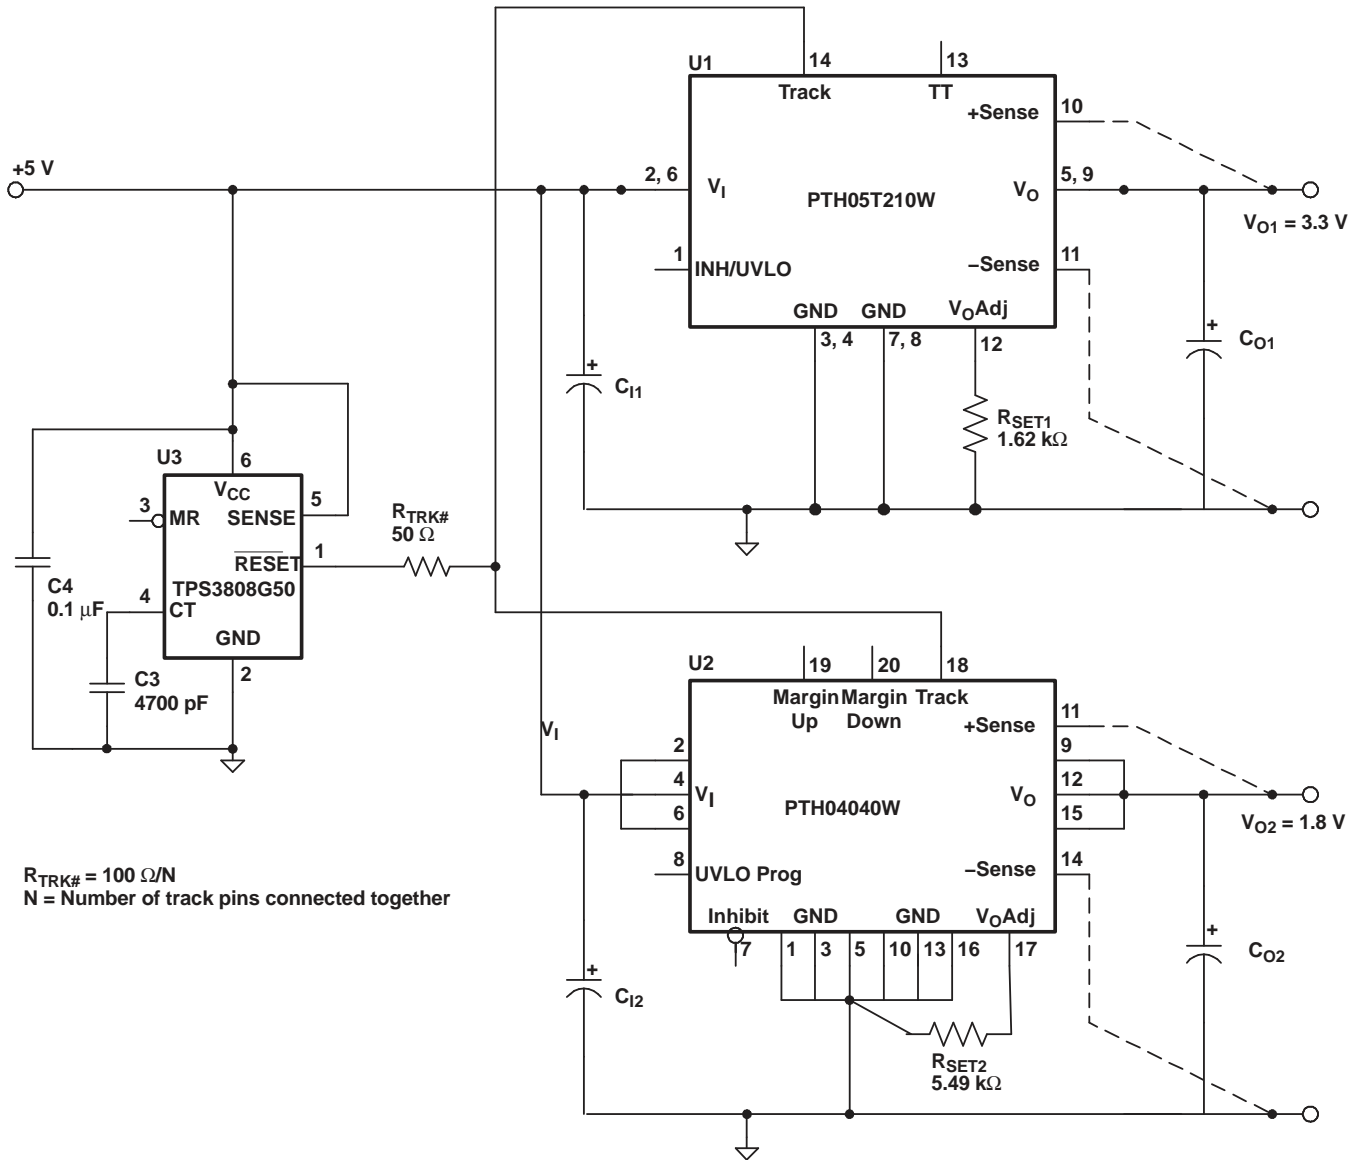 U1
14
13
Track
TT
+Sense
10
+5 V
2, 6
VI
PTH05T210W
VO
5, 9
VO1 = 3.3 V
1
INH/UVLO
–Sense
11
GND
GND
VOAdj
3, 4
7, 8
12
+
CI1
RSET1
1.62 kΩ
+
CO1
U3
6
VCC
5
3
MR
SENSE
RTRK#
50 Ω
RESET
1
TPS3808G50
C4
0.1 μF
4
CT
GND
2
C3
4700 pF
U2
19
20
18
Margin
Up
Margin
Down
Track
+Sense
11
VI
2
9
4
VI
PTH04040W
VO
12
6
15
VO2 = 1.8 V
8
UVLO Prog
–Sense
14
RTRK# = 100 Ω/N
N = Number of track pins connected together
Inhibit
GND
GND
VOAdj
7
1
3
5
10
13
16
17
+
CI2
+
CO2
RSET2
5.49 kΩ